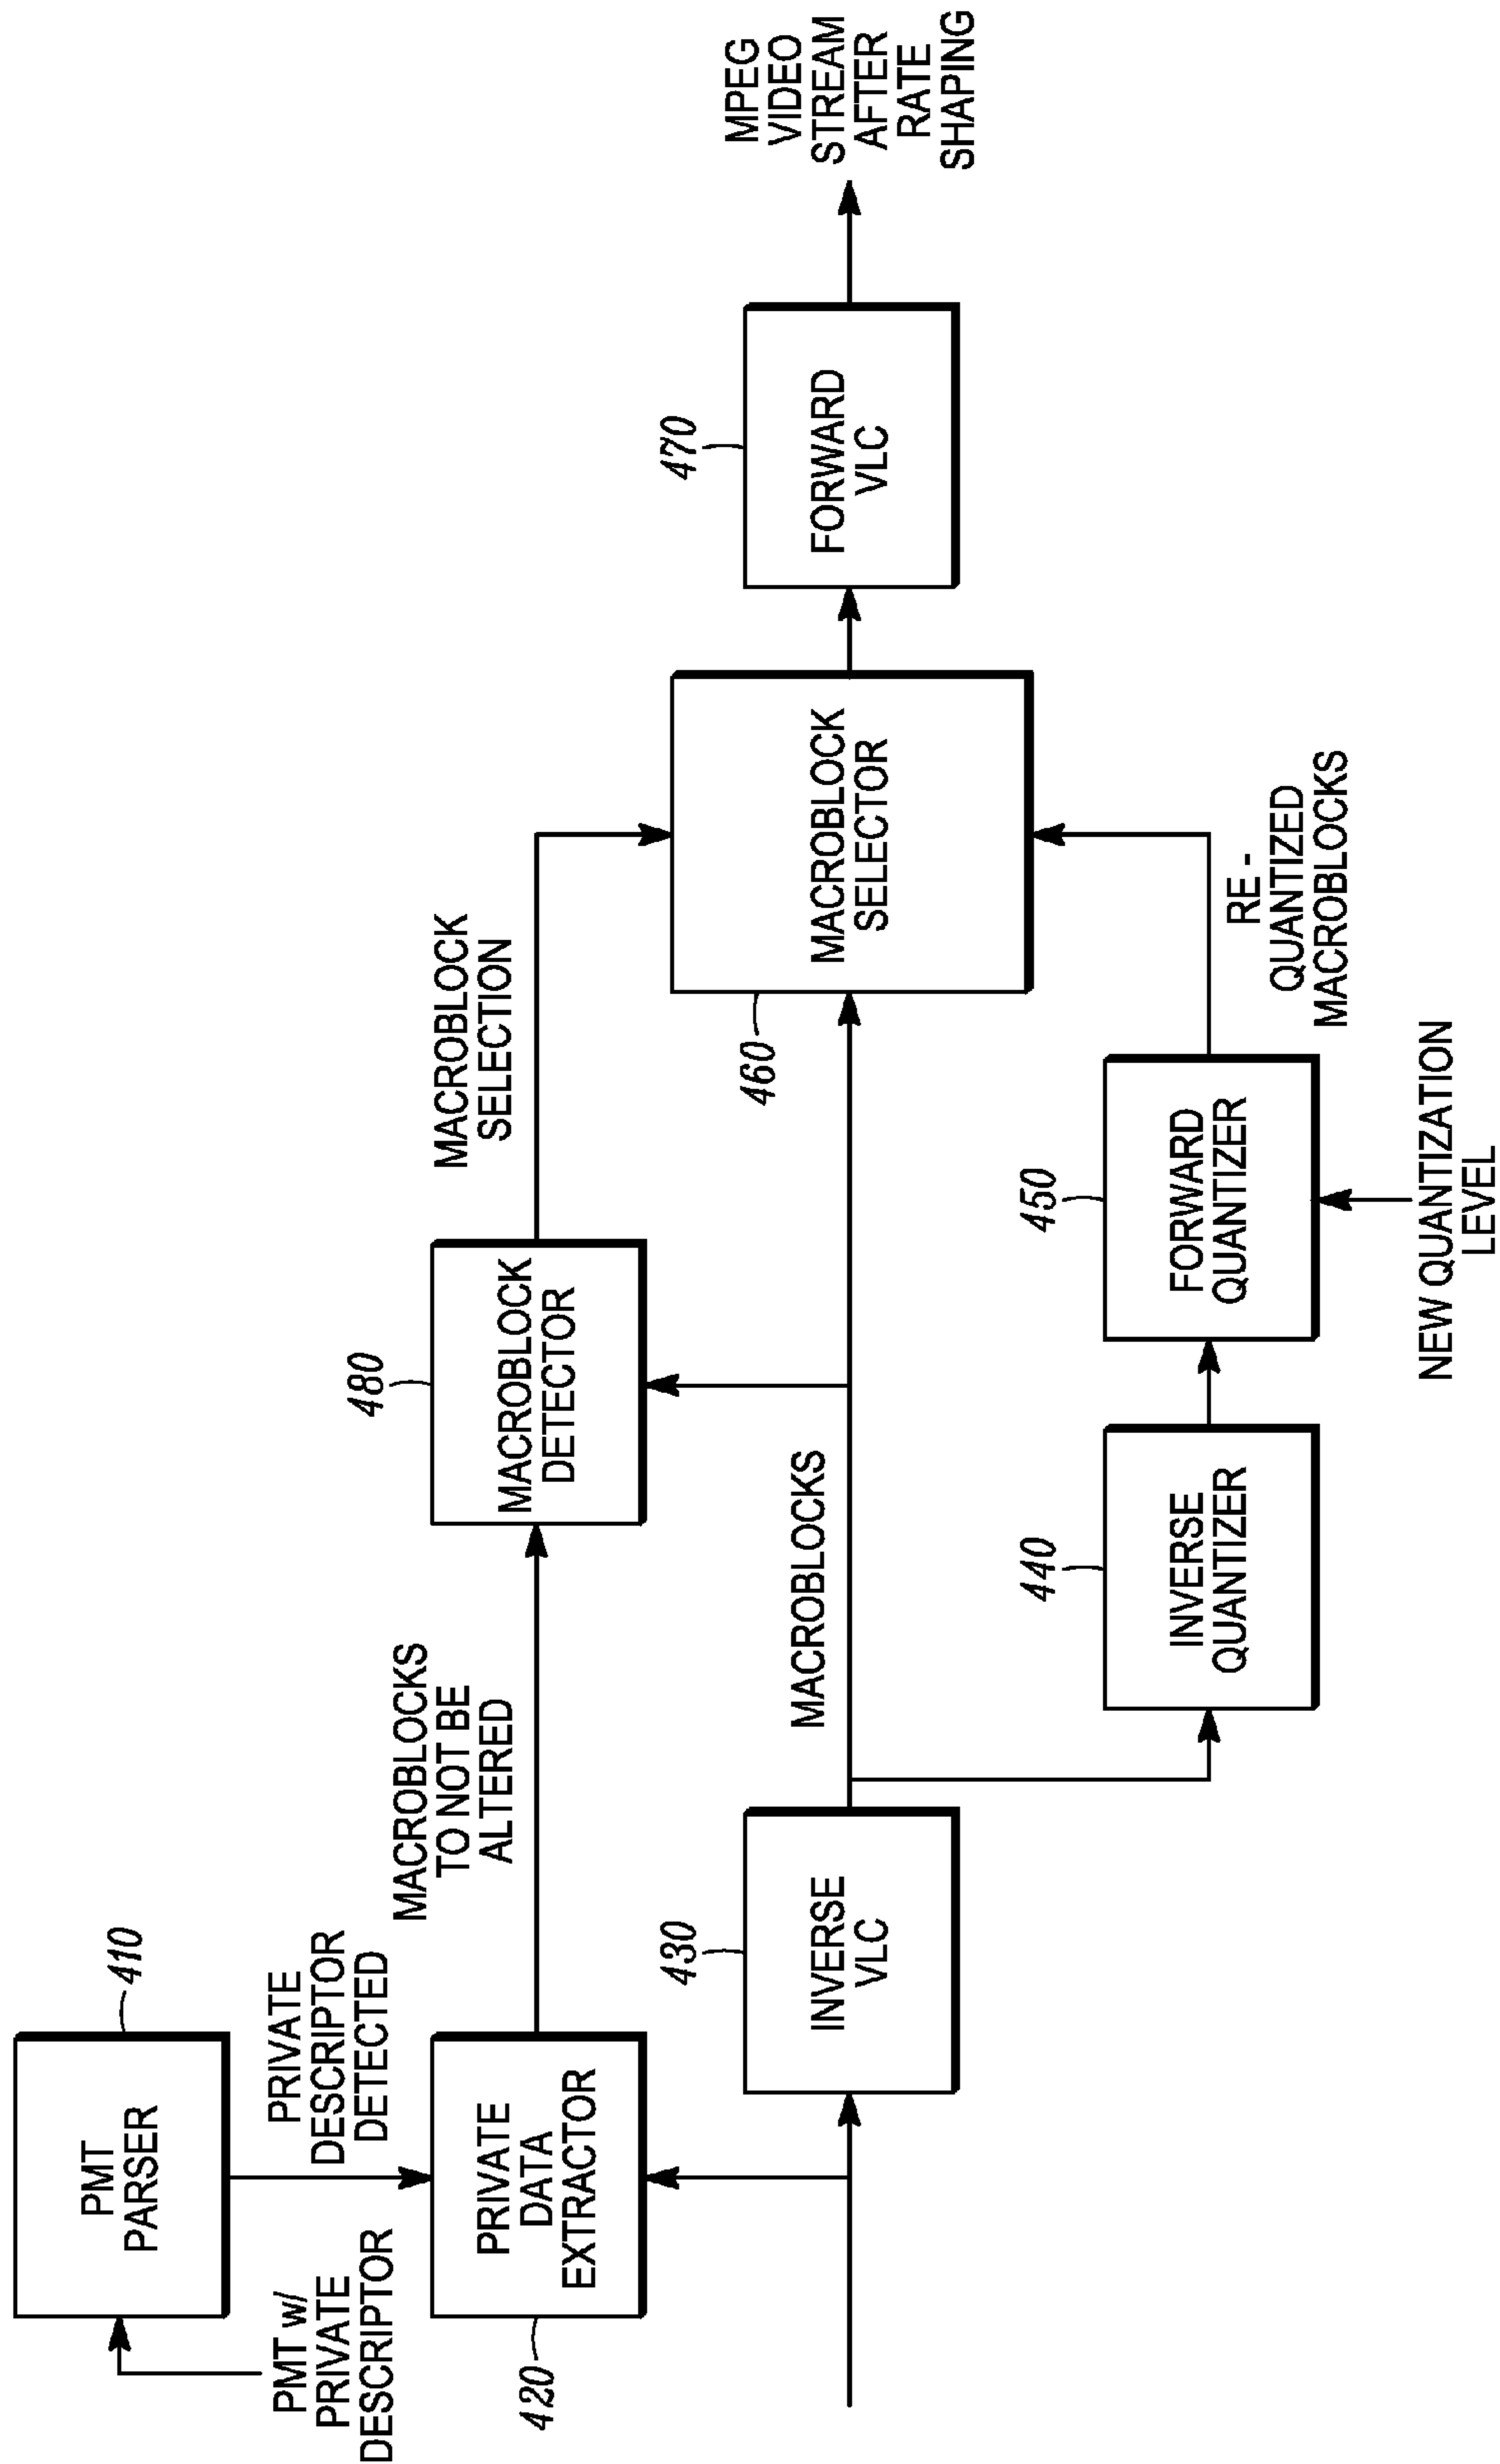 PMT w/
PRIVATE
DESCRIPTOR
PMT
PARSER
410
PRIVATE
DESCRIPTOR
DETECTED
PRIVATE
DATA
EXTRACTOR
420
MACROBLOCKS
TO NOT BE
ALTERED
480
MACROBLOCK
DETECTOR
MACROBLOCK
SELECTION
430
INVERSE
VLC
MACROBLOCKS
460
MACROBLOCK
SELECTOR
470
FORWARD
VLC
MPEG
VIDEO
STREAM
AFTER
RATE
SHAPING
440
INVERSE
QUANTIZER
450
FORWARD
QUANTIZER
RE -
QUANTIZED
MACROBLOCKS
NEW QUANTIZATION
LEVEL